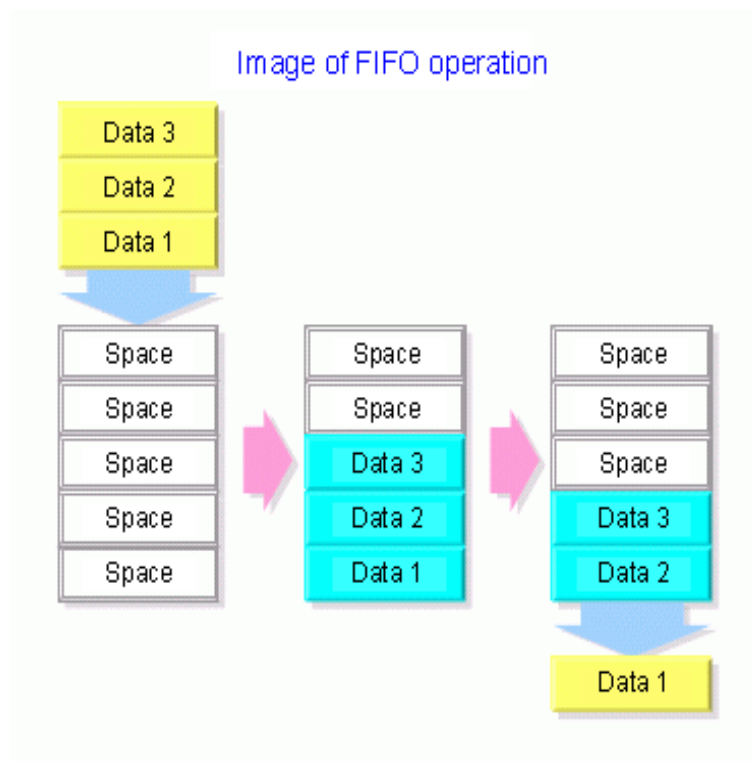 Image of FIFO operation
Data 3
Data 2
Data 1
Space
Space
Space
Space
Space
Space
Space
Data 3
Data 2
Data 1
Space
Space
Space
Data 3
Data 2
Data 1